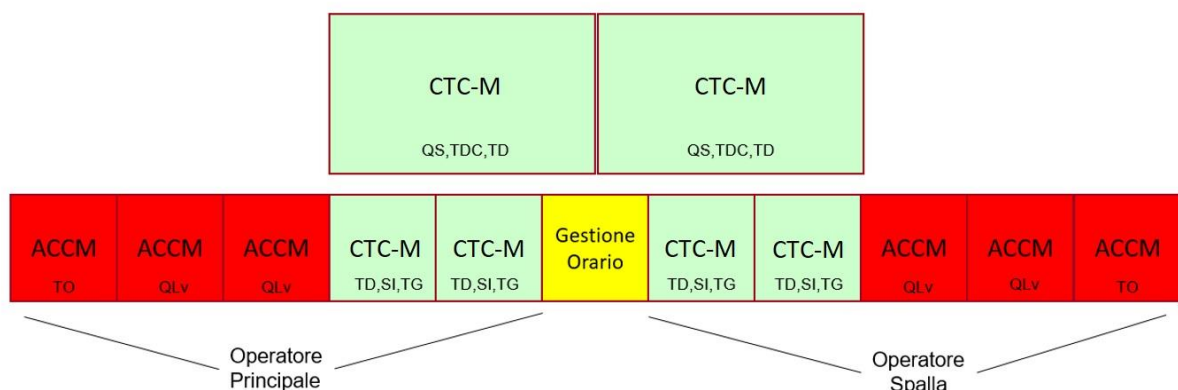 CTC-M CTC-M
QS,TDC,TD QS,TDC,TD
ACCM ACCM ACCM CTC-M CTC-M Gestione Orario CTC-M CTC-M ACCM ACCM ACCM
TO QLv QLv TD,SI,TG TD,SI,TG TD,SI,TG TD,SI,TG QLv QLv TO
Operatore Operatore
Principale Spalla